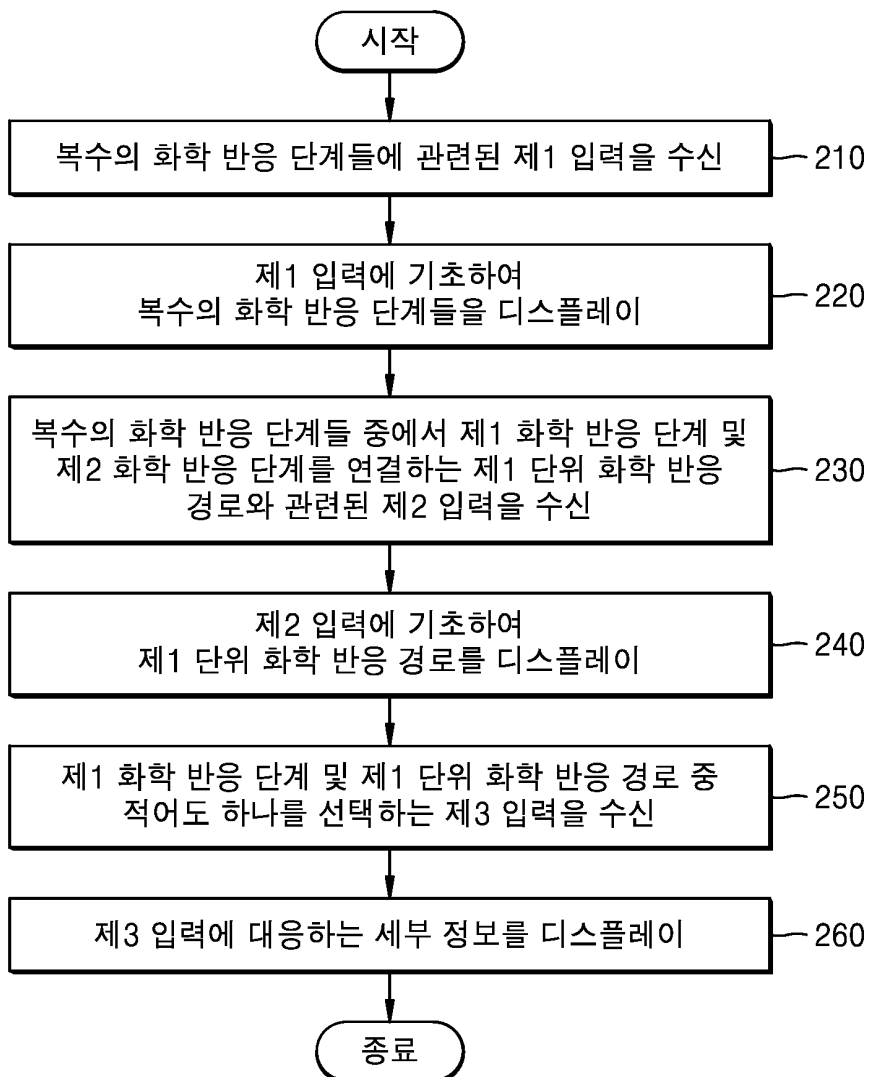 시작
복수의 화학 반응 단계들에 관련된 제1 입력을 수신
210
제1 입력에 기초하여
복수의 화학 반응 단계들을 디스플레이
220
복수의 화학 반응 단계들 중에서 제1 화학 반응 단계 및
제2 화학 반응 단계를 연결하는 제1 단위 화학 반응
경로와 관련된 제2 입력을 수신
230
제2 입력에 기초하여
제1 단위 화학 반응 경로를 디스플레이
240
제1 화학 반응 단계 및 제1 단위 화학 반응 경로 중
적어도 하나를 선택하는 제3 입력을 수신
250
제3 입력에 대응하는 세부 정보를 디스플레이
260
종료